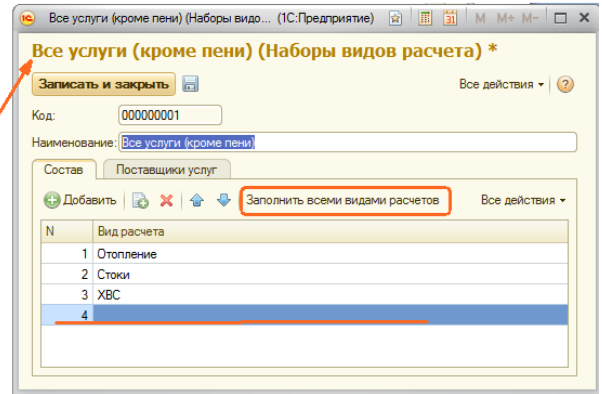 Все услуги (кроме пени) (Наборы видо... (1С:Предприятие) 31 M M+ M-
Все услуги (кроме пени) (Наборы видов расчета) *
Записать и закрыть Все действия ?
Код: 000000001
Наименование: Все услуги (кроме пени)
Состав Поставщики услуг
Добавить Заполнить всеми видами расчетов Все действия
N Вид расчета
1 Отопление
2 Стоки
3 ХВС
4